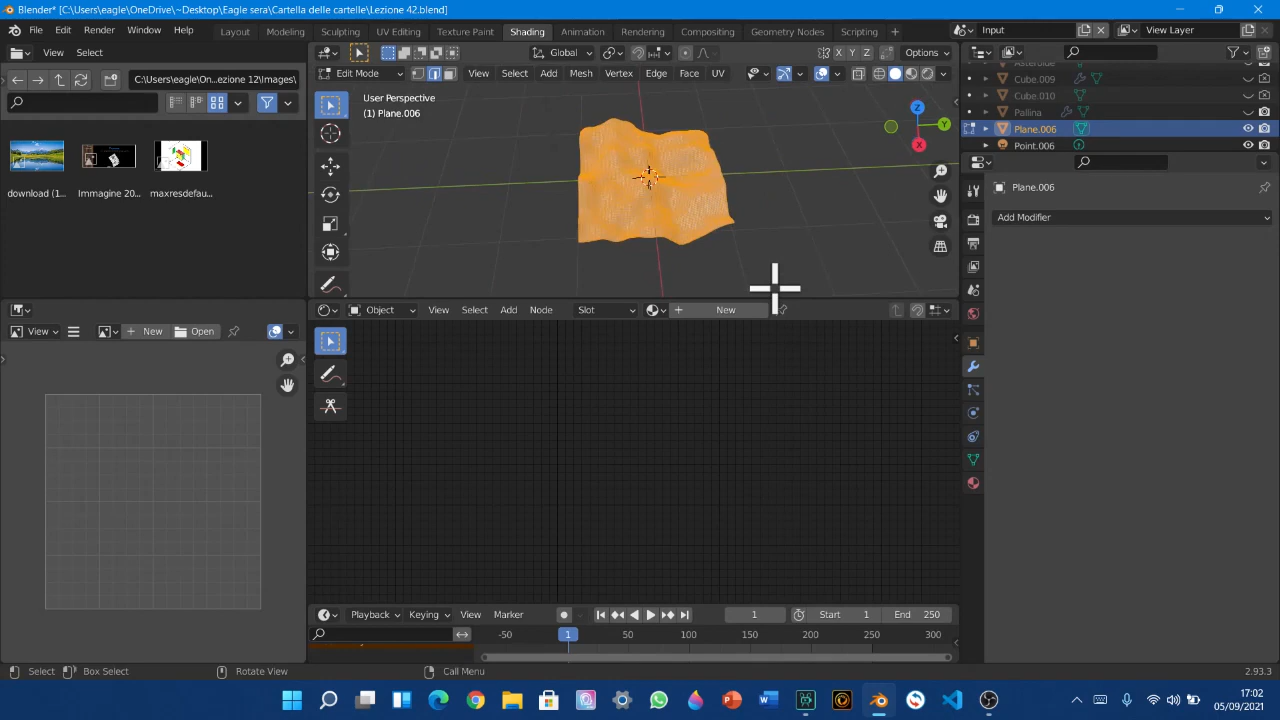 Blender* [C:\Users\eagle\OneDrive\~Desktop\Eagle sera\Cartella delle cartelle\Lezione 42.blend]
File Edit Render Window Help Layout Modeling Sculpting UV Editing Texture Paint Shading Animation Rendering Compositing Geometry Nodes Scripting + Input View Layer
View Select Global Options
C:\Users\eagle\On...ezione 12\Images\ Edit Mode View Select Add Mesh Vertex Edge Face UV X Y Z
User Perspective
(1) Plane.006
Cube.009
Cube.010
Pallina
Plane.006
Point.006
Z
Y
X
download (1...
Immagine 20...
maxresdefau...
Plane.006
Add Modifier
Object View Select Add Node Slot New
View New Open
Playback Keying View Marker 1 Start 1 End 250
-50 1 50 100 150 200 250 300
Select Box Select Rotate View Call Menu 2.93.3
17:02
05/09/2021